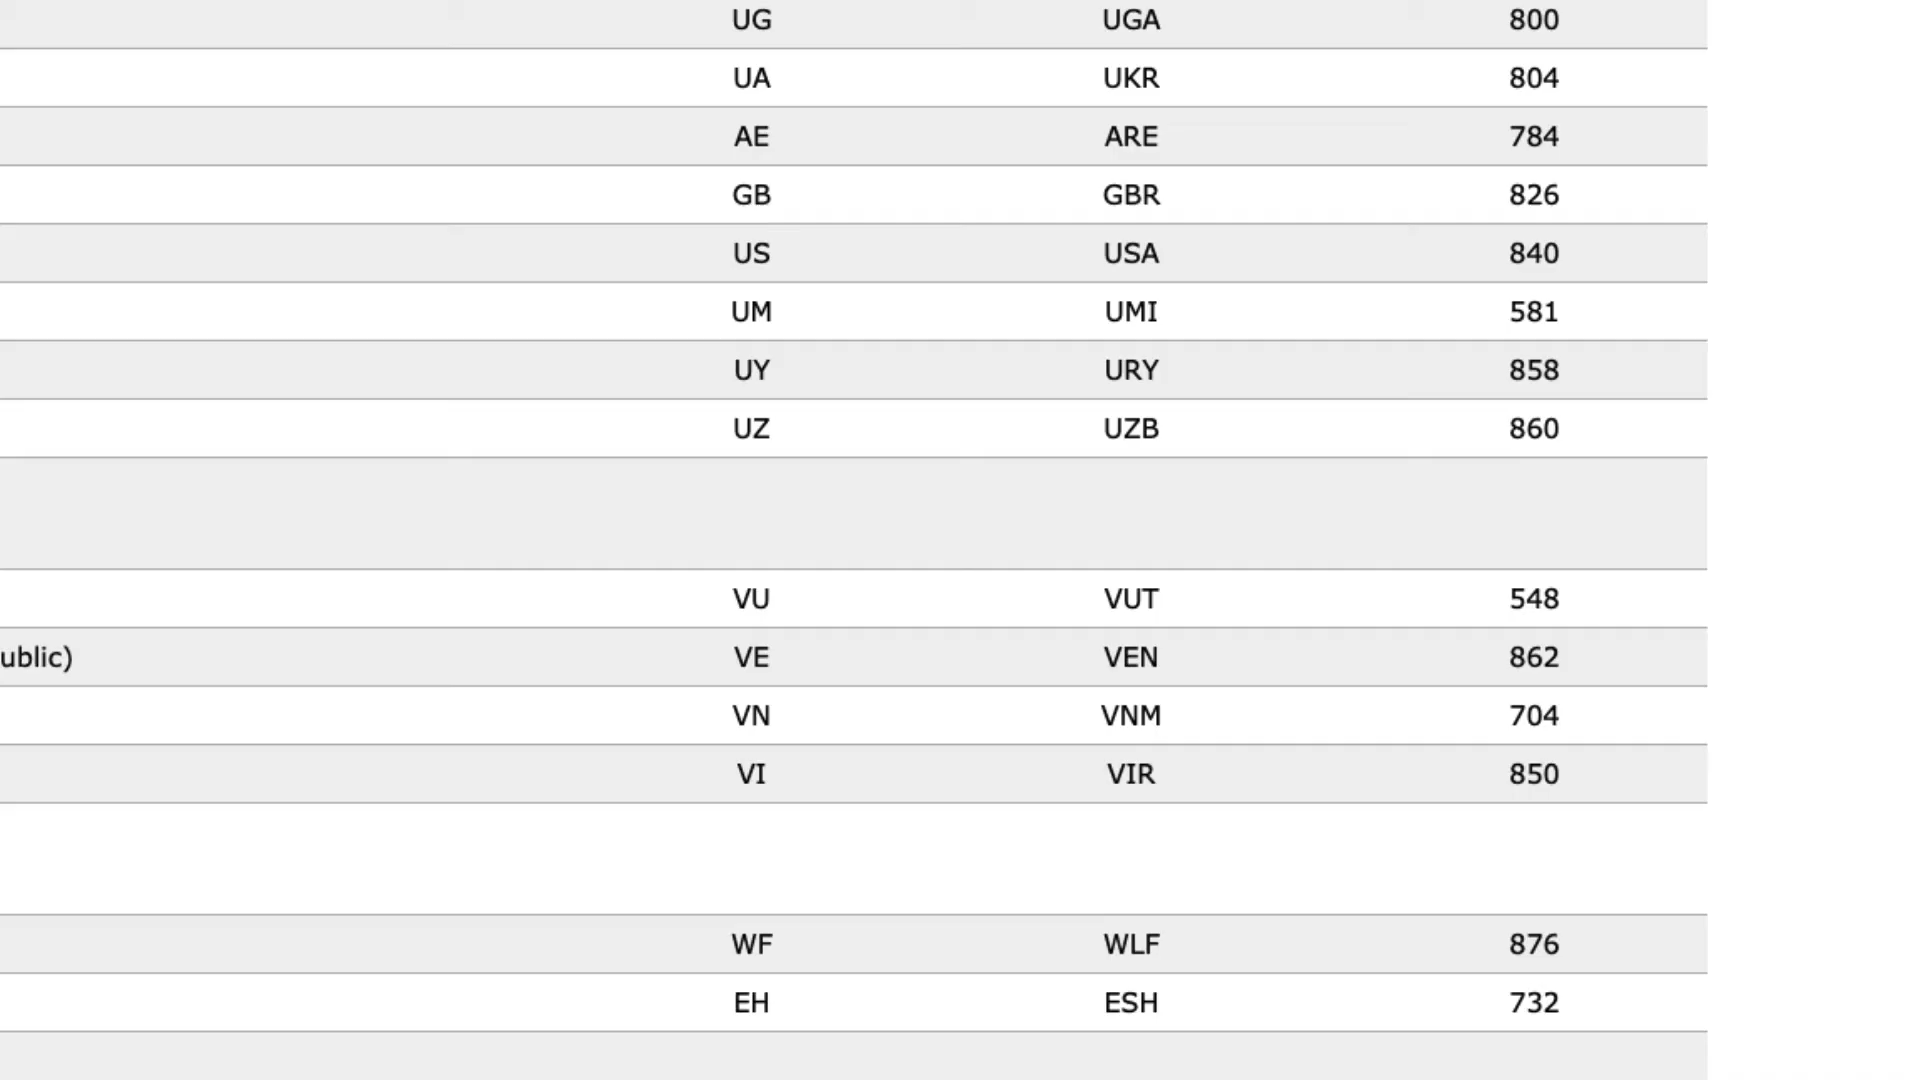 UG UGA 800
UA UKR 804
AE ARE 784
GB GBR 826
US USA 840
UM UMI 581
UY URY 858
UZ UZB 860
VU VUT 548
ublic) VE VEN 862
VN VNM 704
VI VIR 850
WF WLF 876
EH ESH 732